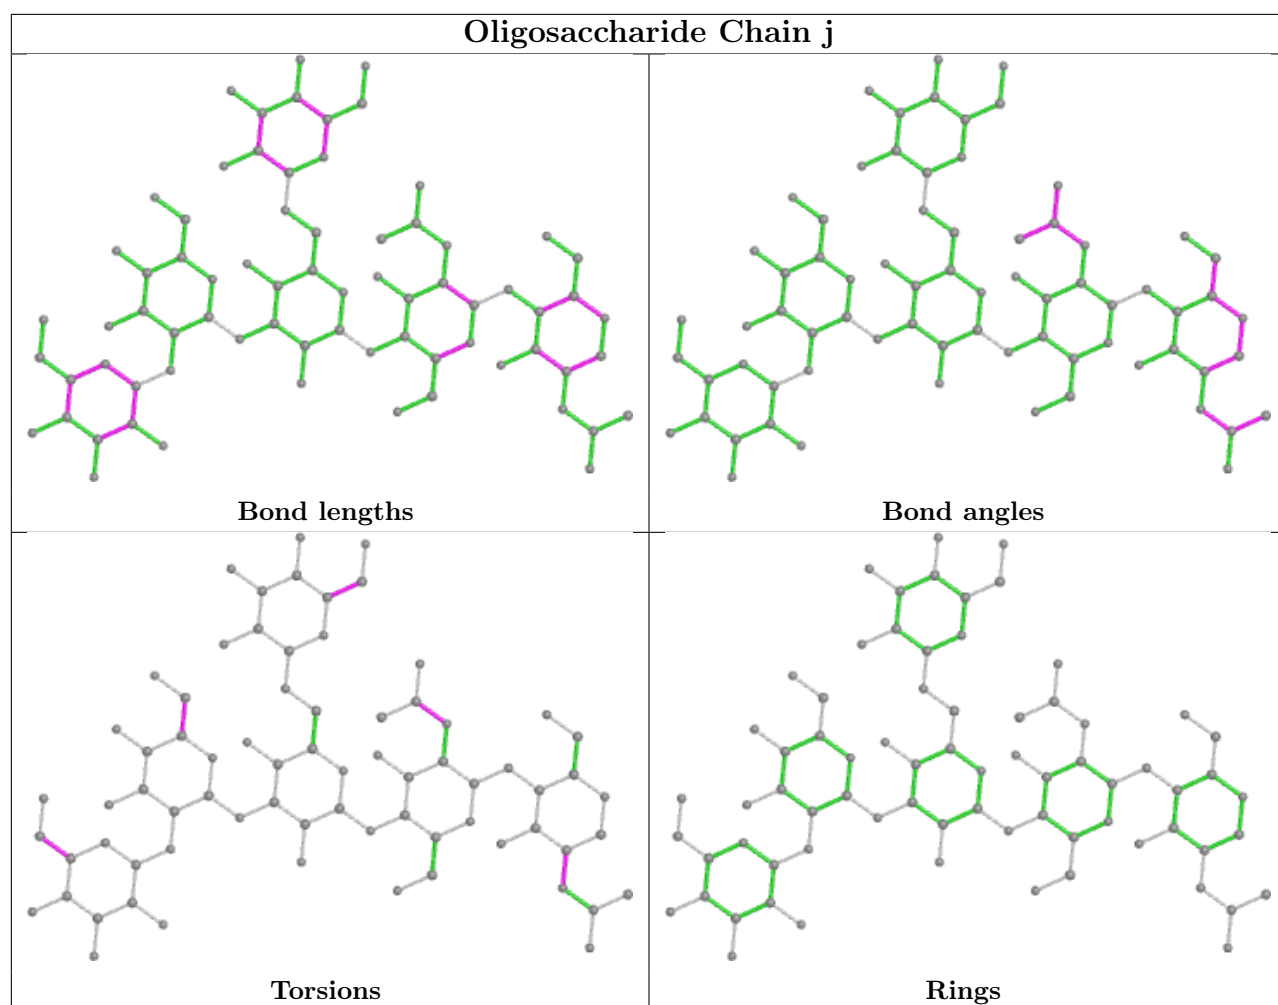 Oligosaccharide Chain j
Bond lengths
Bond angles
Torsions
Rings